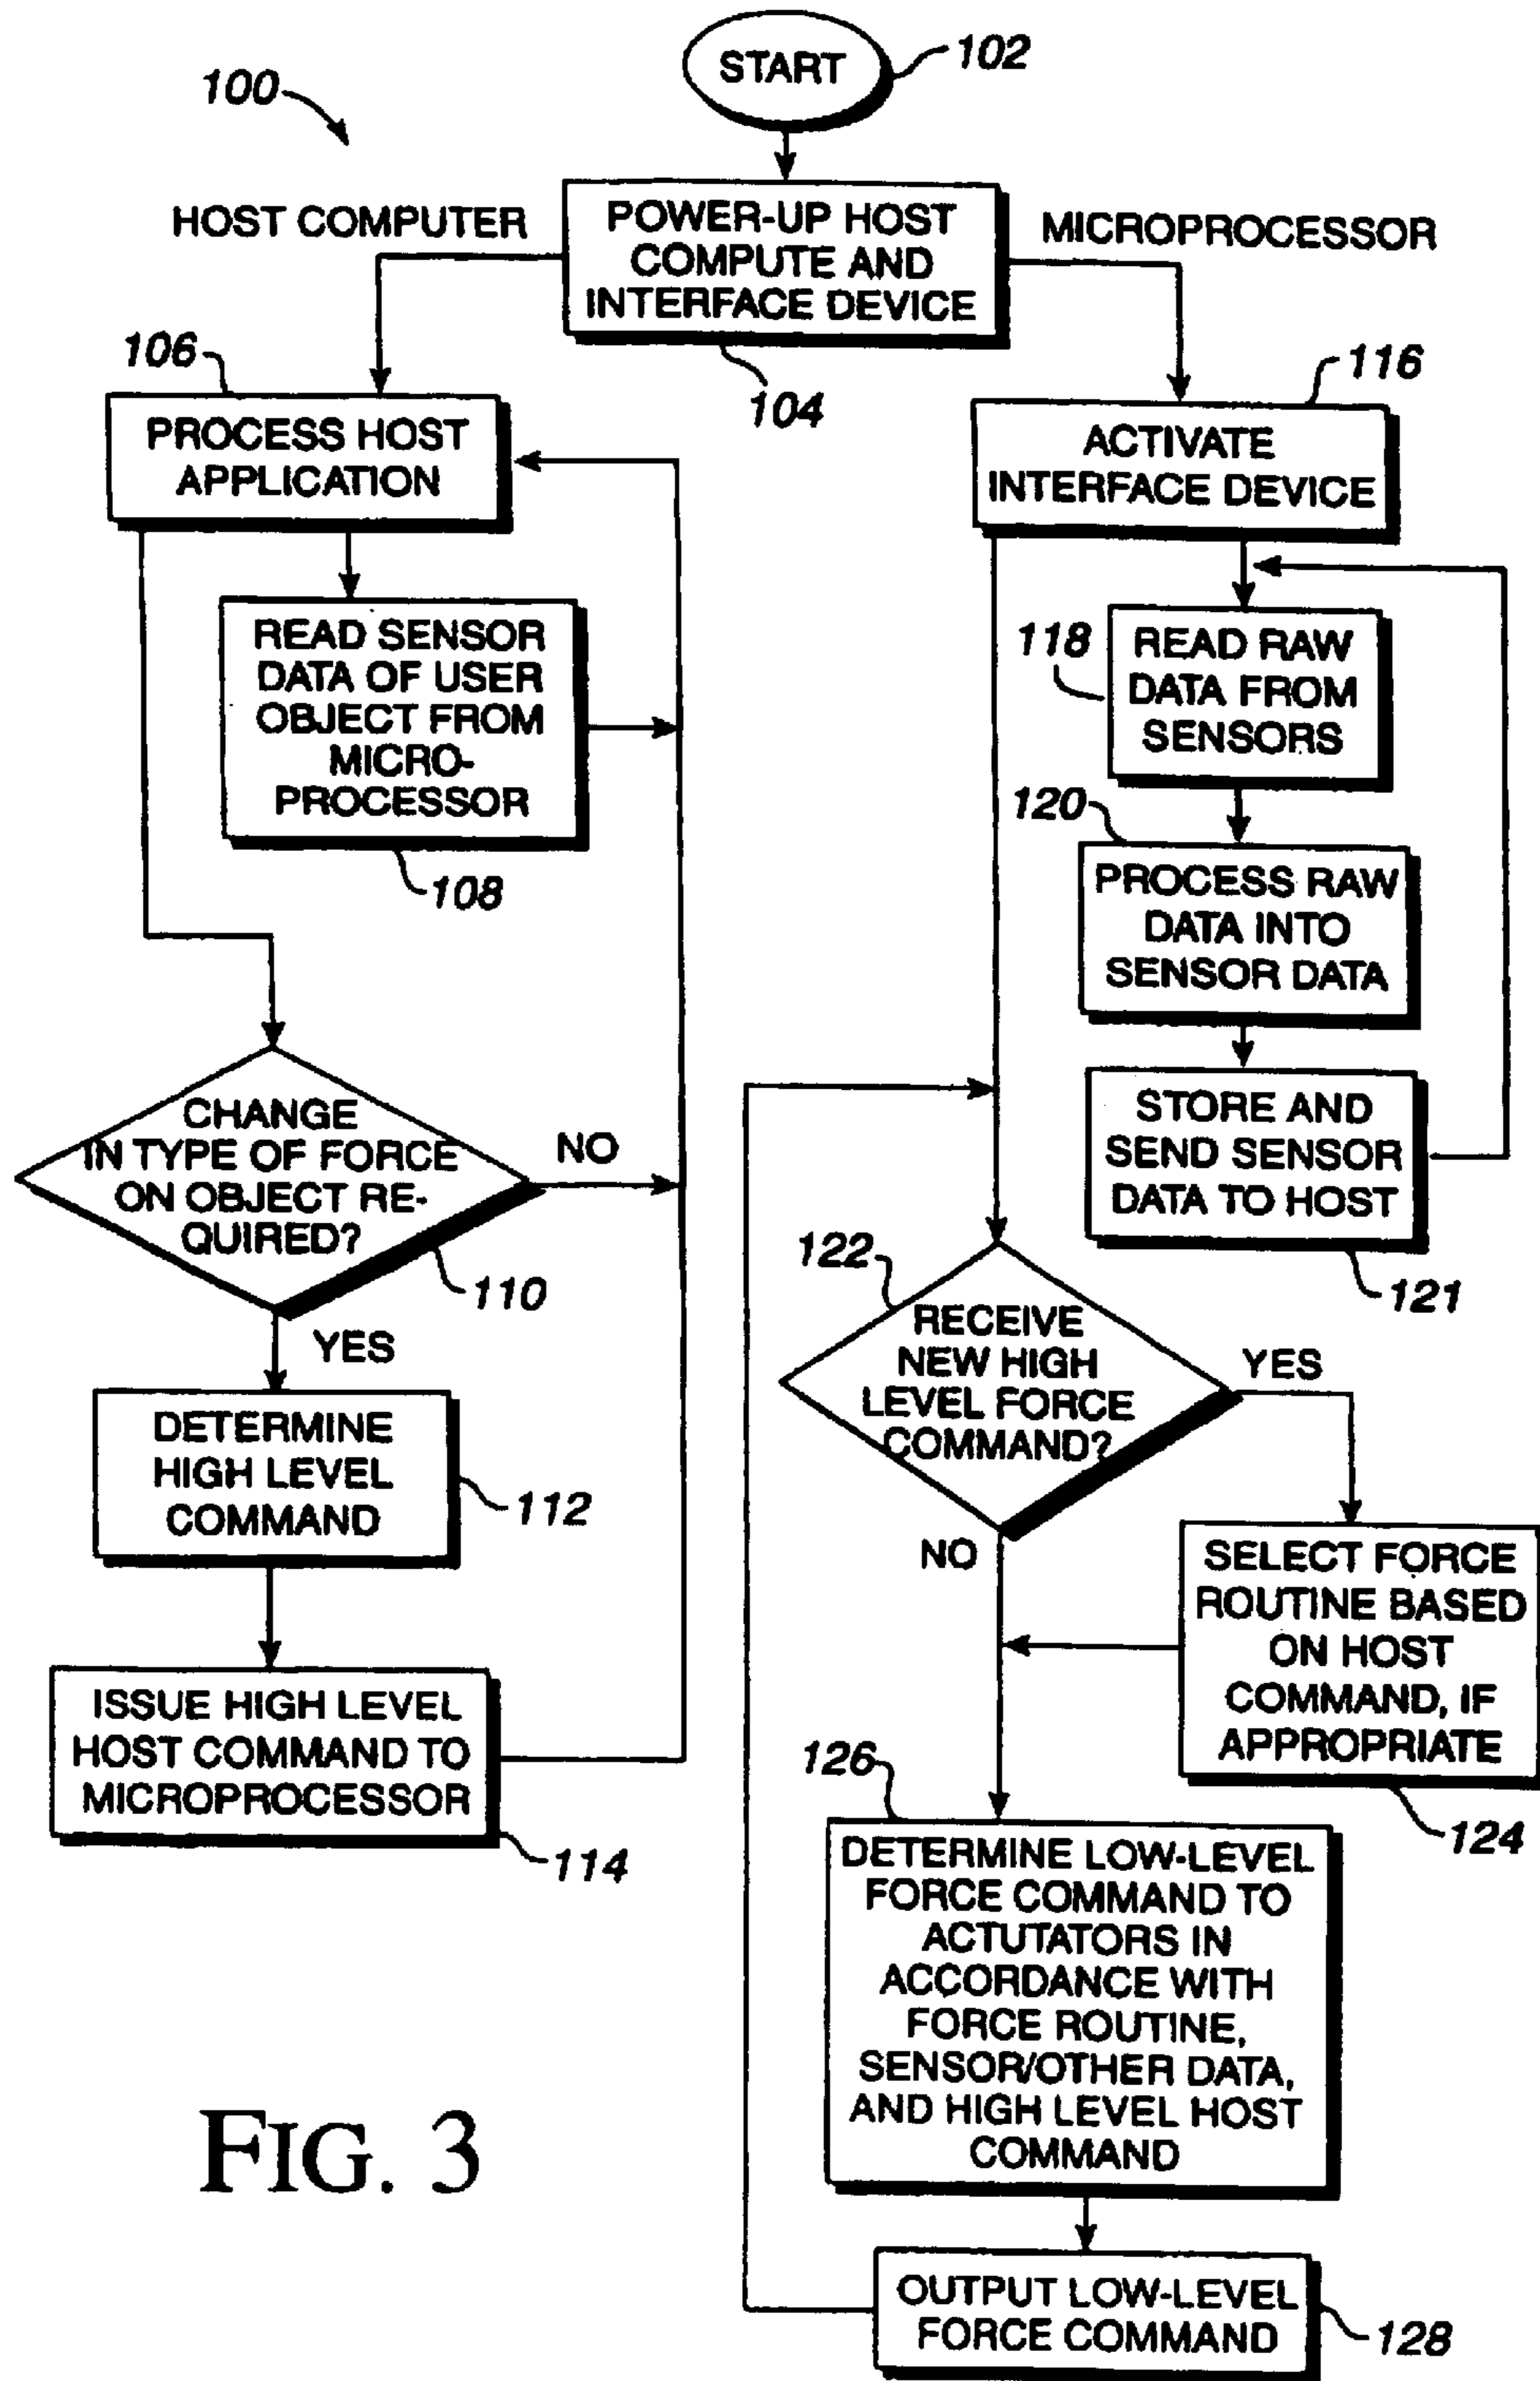 START
102
100
HOST COMPUTER
POWER-UP HOST
COMPUTE AND
INTERFACE DEVICE
MICROPROCESSOR
104
106
PROCESS HOST
APPLICATION
116
ACTIVATE
INTERFACE DEVICE
READ SENSOR
DATA OF USER
OBJECT FROM
MICRO-
PROCESSOR
108
118
READ RAW
DATA FROM
SENSORS
120
PROCESS RAW
DATA INTO
SENSOR DATA
STORE AND
SEND SENSOR
DATA TO HOST
121
CHANGE
IN TYPE OF FORCE
ON OBJECT RE-
QUIRED?
NO
110
YES
DETERMINE
HIGH LEVEL
COMMAND
112
ISSUE HIGH LEVEL
HOST COMMAND TO
MICROPROCESSOR
114
122
RECEIVE
NEW HIGH
LEVEL FORCE
COMMAND?
YES
NO
SELECT FORCE
ROUTINE BASED
ON HOST
COMMAND, IF
APPROPRIATE
124
126
DETERMINE LOW-LEVEL
FORCE COMMAND TO
ACTUTATORS IN
ACCORDANCE WITH
FORCE ROUTINE,
SENSOR/OTHER DATA,
AND HIGH LEVEL HOST
COMMAND
OUTPUT LOW-LEVEL
FORCE COMMAND
128
FIG. 3